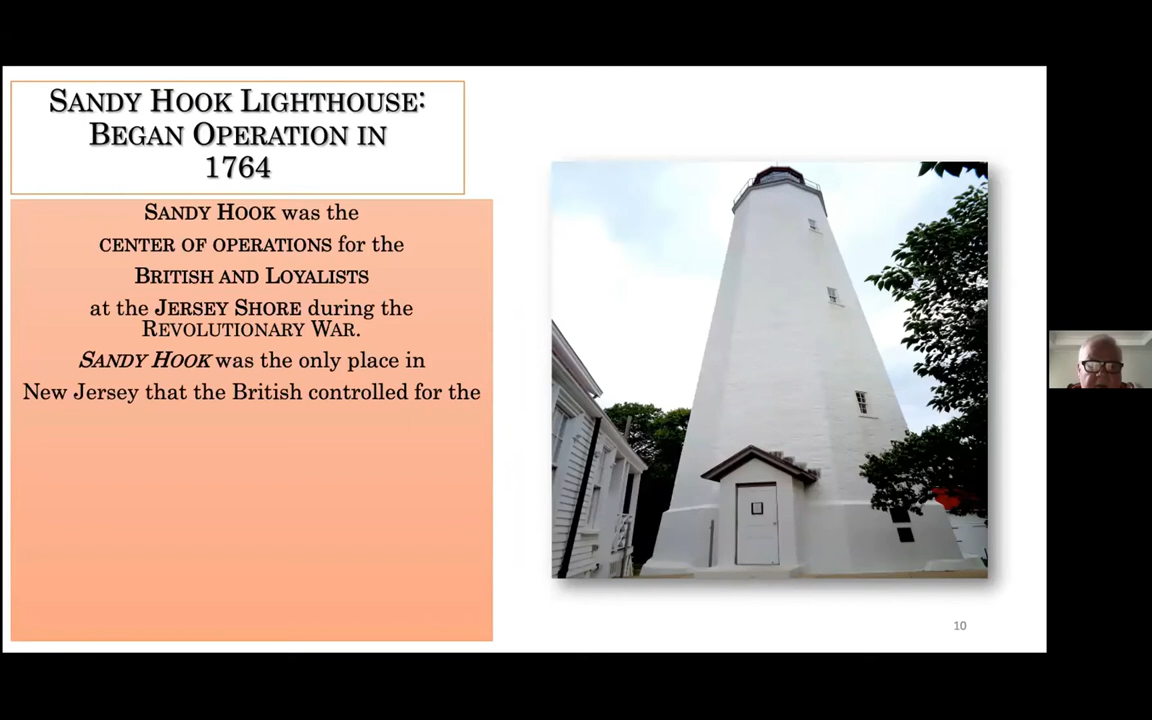 SANDY HOOK LIGHTHOUSE:
BEGAN OPERATION IN
1764
SANDY HOOK was the
CENTER OF OPERATIONS for the
BRITISH AND LOYALISTS
at the JERSEY SHORE during the
REVOLUTIONARY WAR.
SANDY HOOK was the only place in
New Jersey that the British controlled for the
10